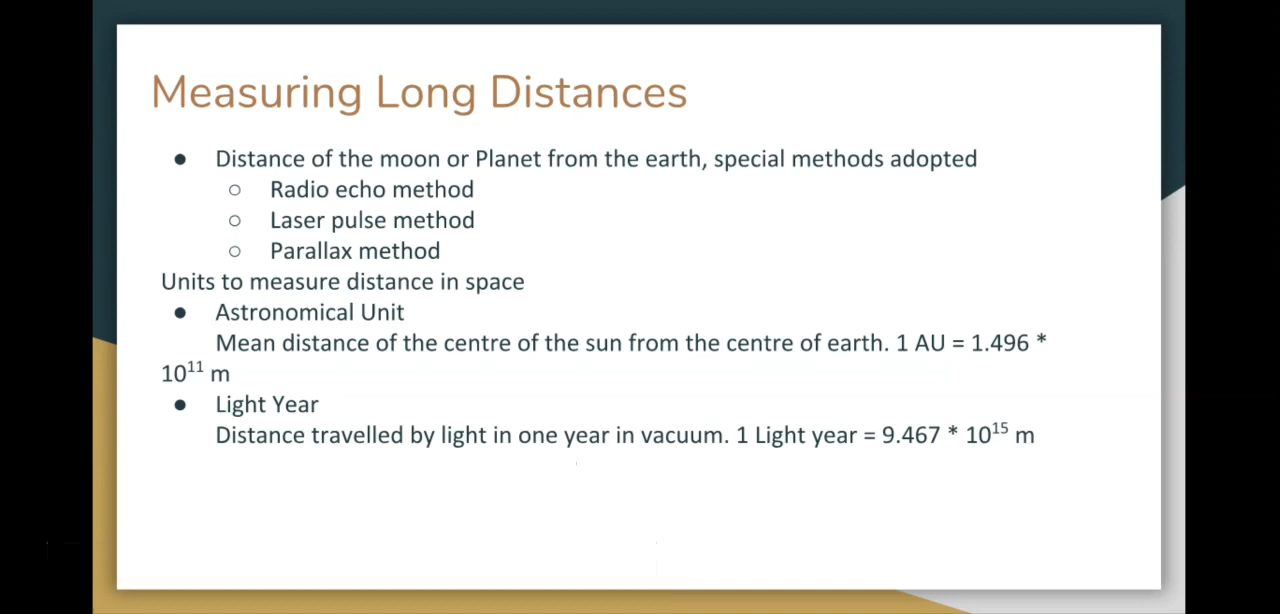 Measuring Long Distances
● Distance of the moon or Planet from the earth, special methods adopted
○ Radio echo method
○ Laser pulse method
○ Parallax method
Units to measure distance in space
● Astronomical Unit
Mean distance of the centre of the sun from the centre of earth. 1 AU = 1.496 *
10¹¹ m
● Light Year
Distance travelled by light in one year in vacuum. 1 Light year = 9.467 * 10¹⁵ m